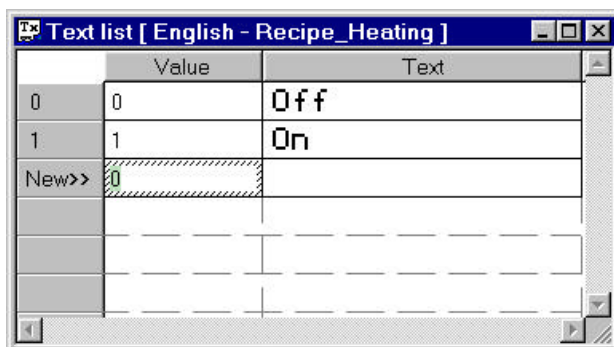 Text list [ English - Recipe_Heating ]
Value Text
0 0 Off
1 1 On
New>> 0